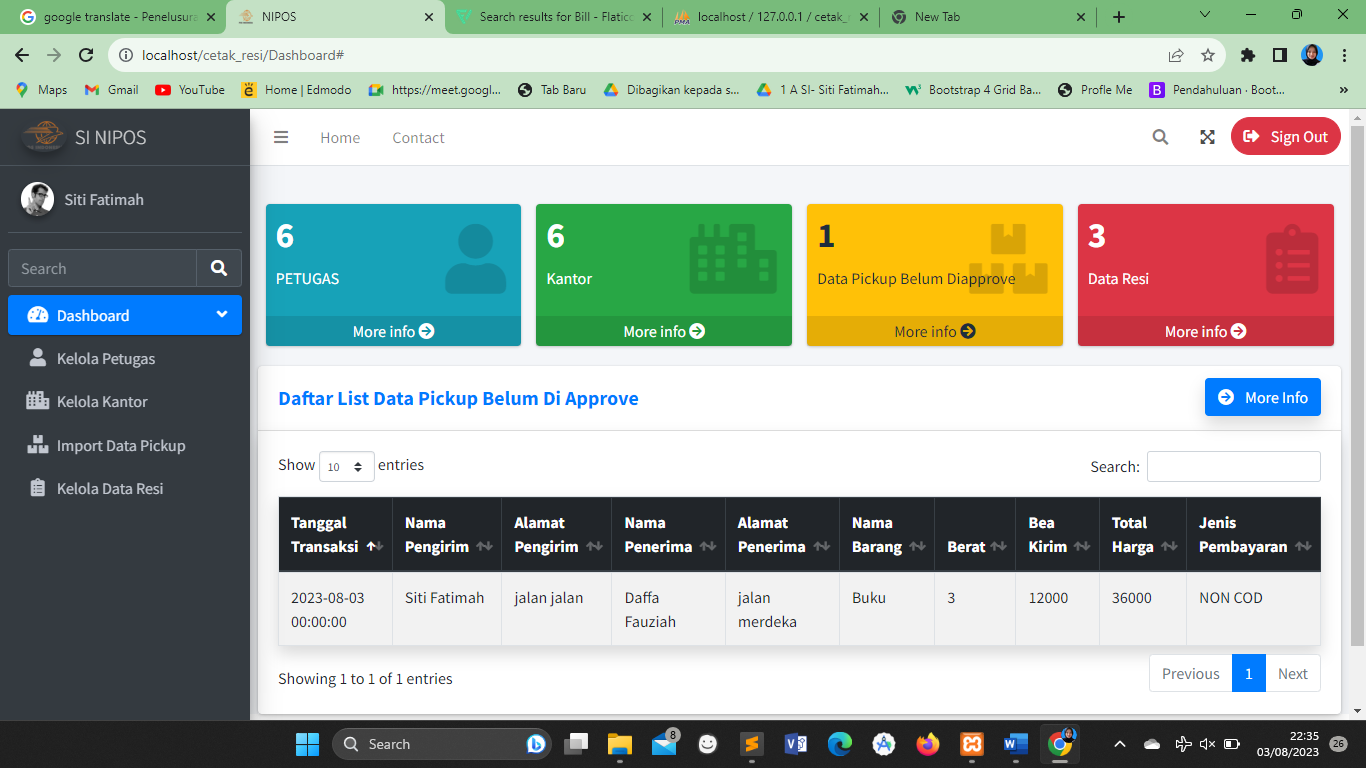 google translate - Penelusura
NIPOS
Search results for Bill - Flatico
localhost / 127.0.0.1 / cetak_r
New Tab
localhost/cetak_resi/Dashboard#
Maps
Gmail
YouTube
Home | Edmodo
https://meet.googl...
Tab Baru
Dibagikan kepada s...
1 A SI- Siti Fatimah...
Bootstrap 4 Grid Ba...
Profle Me
Pendahuluan · Boot...
SI NIPOS
Home
Contact
Sign Out
Siti Fatimah
Search
Dashboard
Kelola Petugas
Kelola Kantor
Import Data Pickup
Kelola Data Resi
6
PETUGAS
More info
6
Kantor
More info
1
Data Pickup Belum Diapprove
More info
3
Data Resi
More info
Daftar List Data Pickup Belum Di Approve
More Info
Show 10 entries
Search:
Tanggal Transaksi
Nama Pengirim
Alamat Pengirim
Nama Penerima
Alamat Penerima
Nama Barang
Berat
Bea Kirim
Total Harga
Jenis Pembayaran
2023-08-03 00:00:00
Siti Fatimah
jalan jalan
Daffa Fauziah
jalan merdeka
Buku
3
12000
36000
NON COD
Showing 1 to 1 of 1 entries
Previous
1
Next
Search
8
22:35
03/08/2023
26